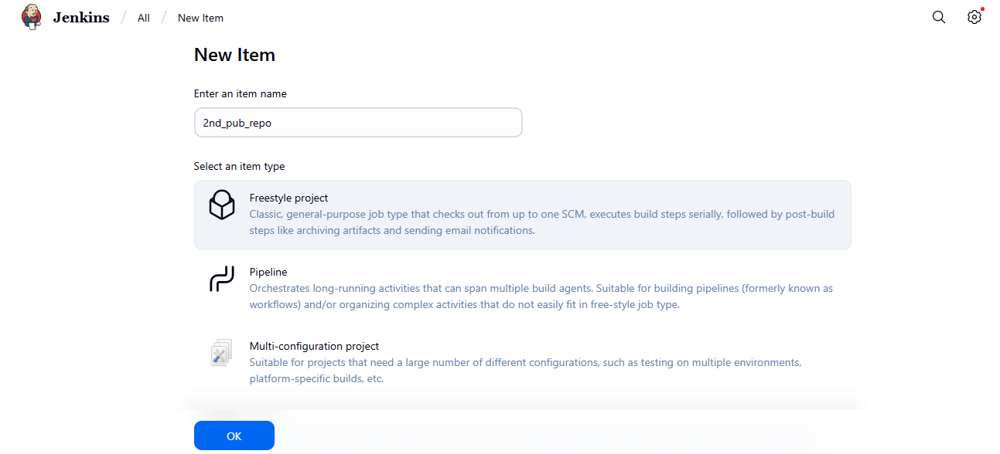 Jenkins / All / New Item
New Item
Enter an item name
2nd_pub_repo
Select an item type
Freestyle project
Classic, general-purpose job type that checks out from up to one SCM, executes build steps serially, followed by post-build
steps like archiving artifacts and sending email notifications.
Pipeline
Orchestrates long-running activities that can span multiple build agents. Suitable for building pipelines (formerly known as
workflows) and/or organizing complex activities that do not easily fit in free-style job type.
Multi-configuration project
Suitable for projects that need a large number of different configurations, such as testing on multiple environments,
platform-specific builds, etc.
OK